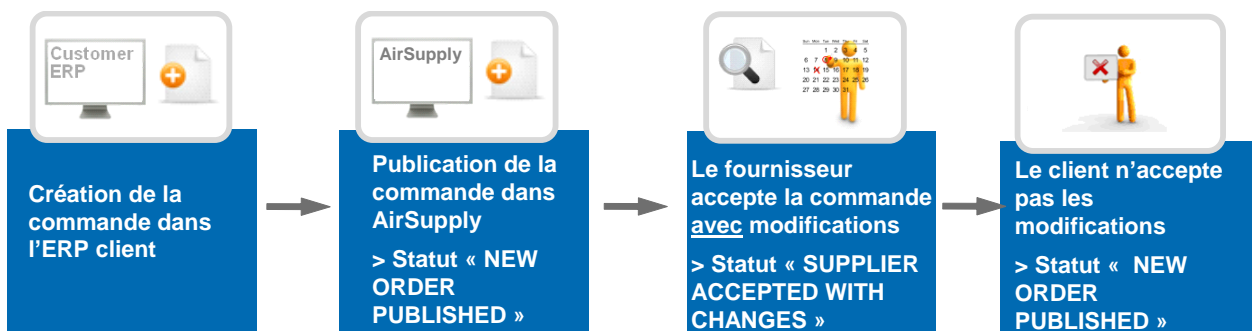 Customer
ERP
Création de la
commande dans
l'ERP client
AirSupply
Publication de la
commande dans
AirSupply
> Statut « NEW
ORDER
PUBLISHED »
Le fournisseur
accepte la commande
avec modifications
> Statut « SUPPLIER
ACCEPTED WITH
CHANGES »
Le client n'accepte
pas les
modifications
> Statut «  NEW
ORDER
PUBLISHED »